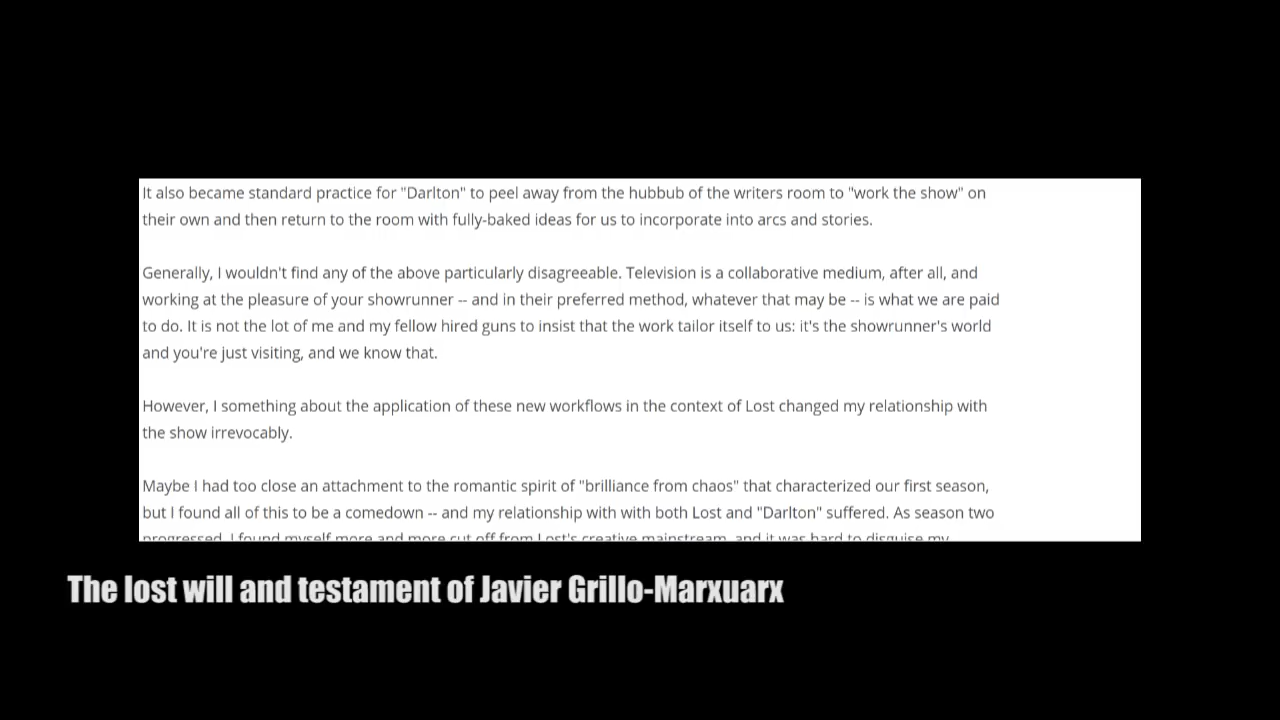 It also became standard practice for "Darlton" to peel away from the hubbub of the writers room to "work the show" on
their own and then return to the room with fully-baked ideas for us to incorporate into arcs and stories.
Generally, I wouldn't find any of the above particularly disagreeable. Television is a collaborative medium, after all, and
working at the pleasure of your showrunner -- and in their preferred method, whatever that may be -- is what we are paid
to do. It is not the lot of me and my fellow hired guns to insist that the work tailor itself to us: it's the showrunner's world
and you're just visiting, and we know that.
However, I something about the application of these new workflows in the context of Lost changed my relationship with
the show irrevocably.
Maybe I had too close an attachment to the romantic spirit of "brilliance from chaos" that characterized our first season,
but I found all of this to be a comedown -- and my relationship with with both Lost and "Darlton" suffered. As season two
progressed, I found myself more and more cut off from Lost's creative mainstream, and it was hard to disguise my
The lost will and testament of Javier Grillo-Marxuarx